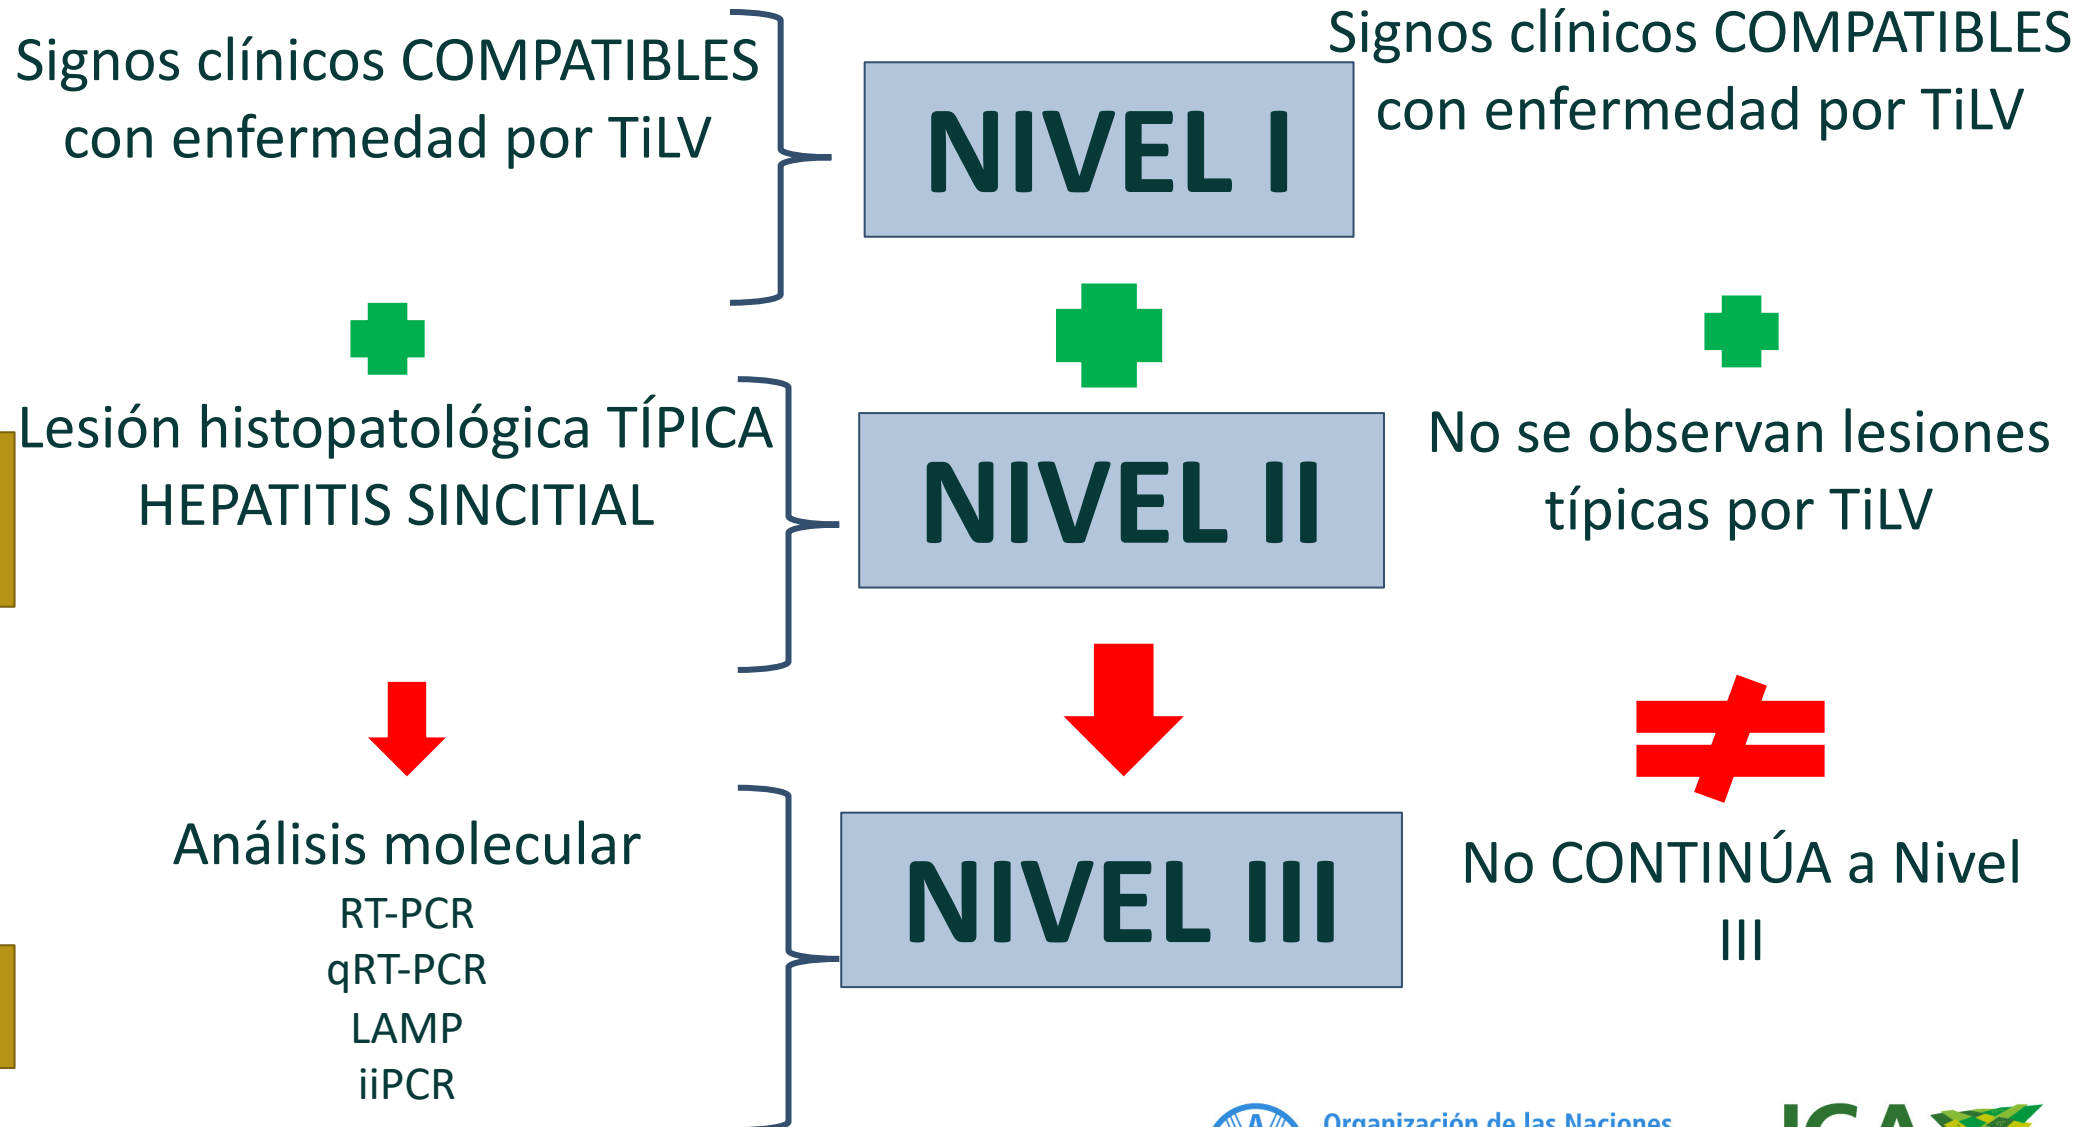 Signos clínicos COMPATIBLES
con enfermedad por TiLV
NIVEL I
Signos clínicos COMPATIBLES
con enfermedad por TiLV
Lesión histopatológica TÍPICA
HEPATITIS SINCITIAL
NIVEL II
No se observan lesiones
típicas por TiLV
Análisis molecular
RT-PCR
qRT-PCR
LAMP
iiPCR
NIVEL III
No CONTINÚA a Nivel
III
Organización de las Naciones
ICA